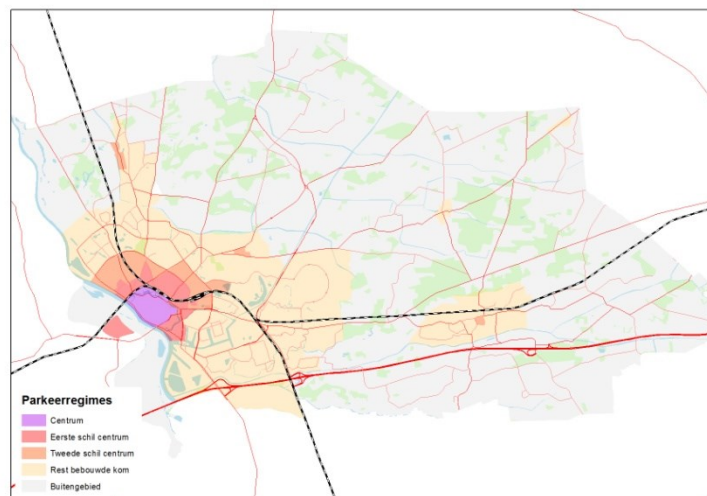 Parkeerregimes
Centrum
Eerste schil centrum
Tweede schil centrum
Rest bebouwde kom
Buitengebied